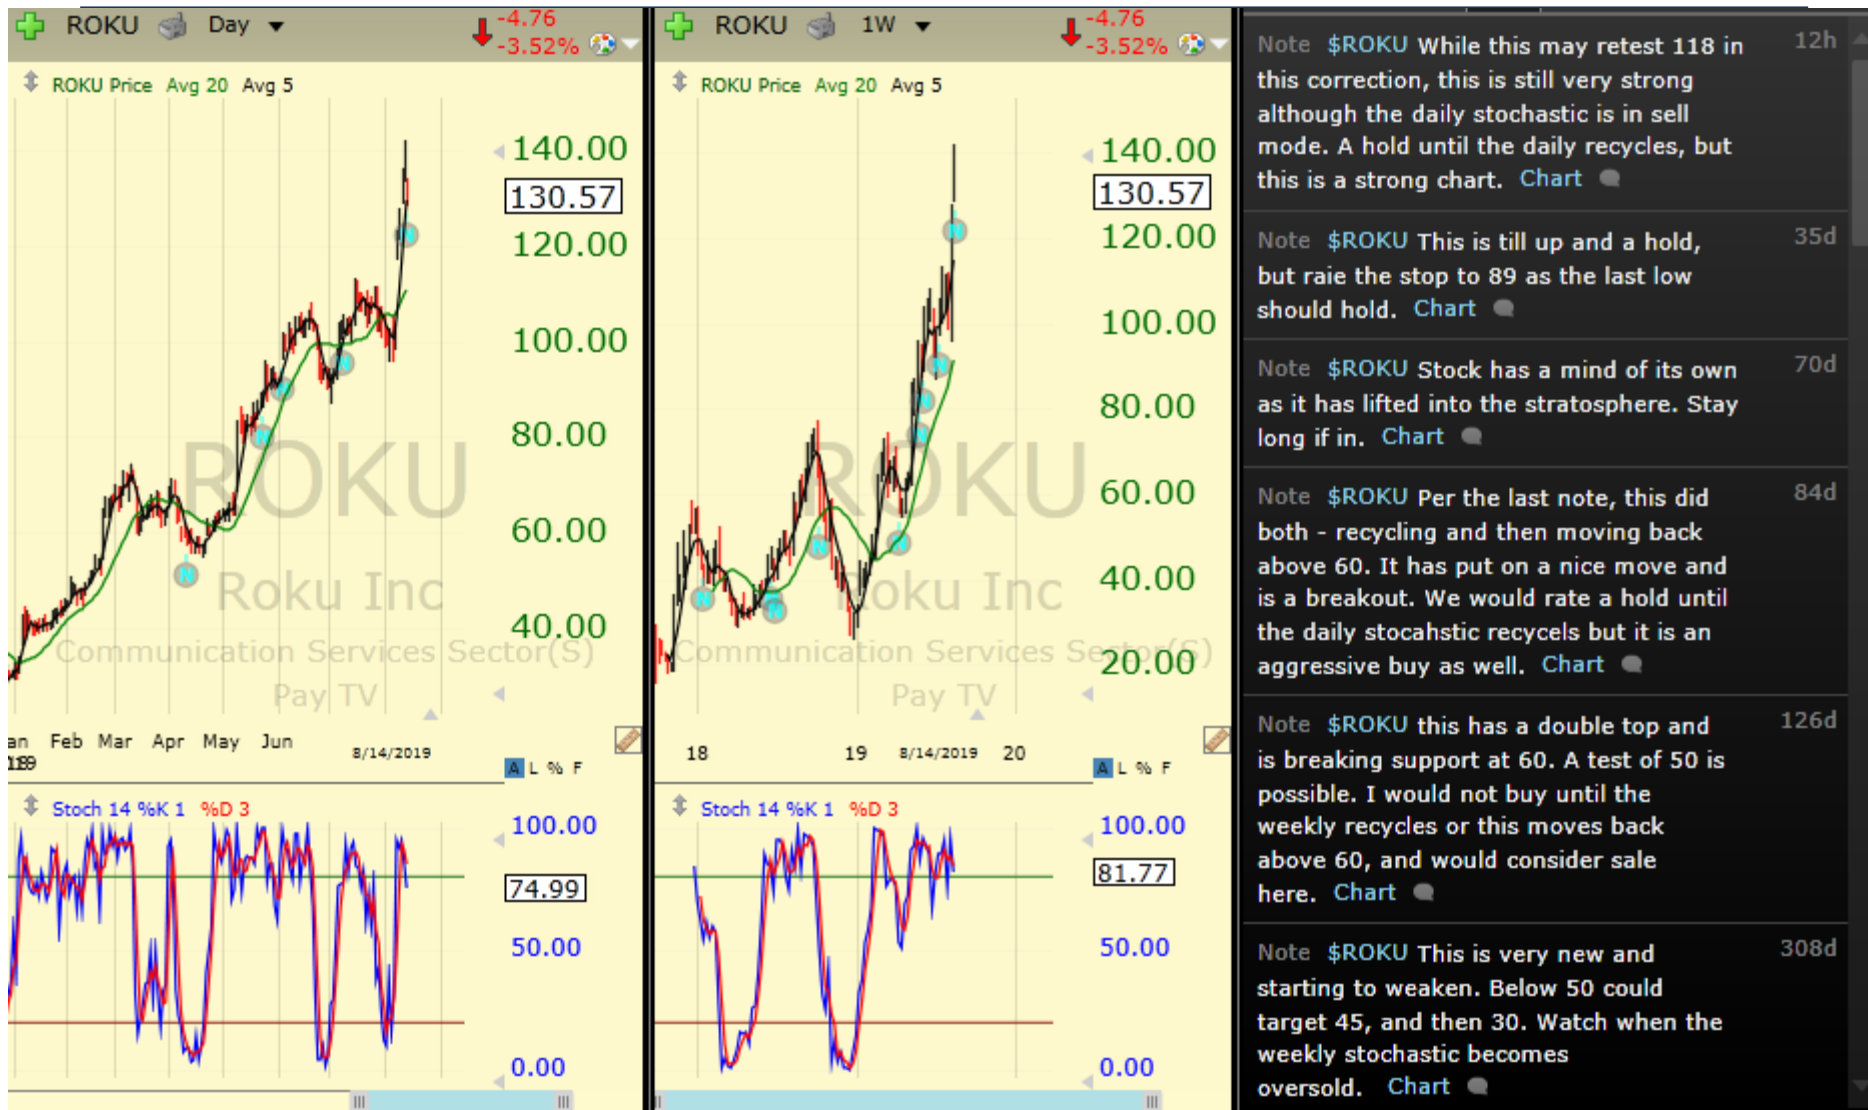 ROKU Day
-4.76
-3.52%
ROKU Price Avg 20 Avg 5
140.00
130.57
120.00
100.00
80.00
60.00
40.00
ROKU
Roku Inc
Communication Services Sector(S)
Pay TV
N
N
N
N
N
Feb Mar Apr May Jun 8/14/2019
A L % F
Stoch 14 %K 1 %D 3
100.00
74.99
50.00
0.00
ROKU 1W
-4.76
-3.52%
ROKU Price Avg 20 Avg 5
140.00
130.57
120.00
100.00
80.00
60.00
40.00
20.00
ROKU
Roku Inc
Communication Services Sector(S)
Pay TV
N
N
N
N
N
N
N
N
18 19 8/14/2019 20
A L % F
Stoch 14 %K 1 %D 3
100.00
81.77
50.00
0.00
Note $ROKU While this may retest 118 in 12h
this correction, this is still very strong
although the daily stochastic is in sell
mode. A hold until the daily recycles, but
this is a strong chart. Chart
Note $ROKU This is till up and a hold, 35d
but raie the stop to 89 as the last low
should hold. Chart
Note $ROKU Stock has a mind of its own 70d
as it has lifted into the stratosphere. Stay
long if in. Chart
Note $ROKU Per the last note, this did 84d
both - recycling and then moving back
above 60. It has put on a nice move and
is a breakout. We would rate a hold until
the daily stocahstic recycels but it is an
aggressive buy as well. Chart
Note $ROKU this has a double top and 126d
is breaking support at 60. A test of 50 is
possible. I would not buy until the
weekly recycles or this moves back
above 60, and would consider sale
here. Chart
Note $ROKU This is very new and 308d
starting to weaken. Below 50 could
target 45, and then 30. Watch when the
weekly stochastic becomes
oversold. Chart